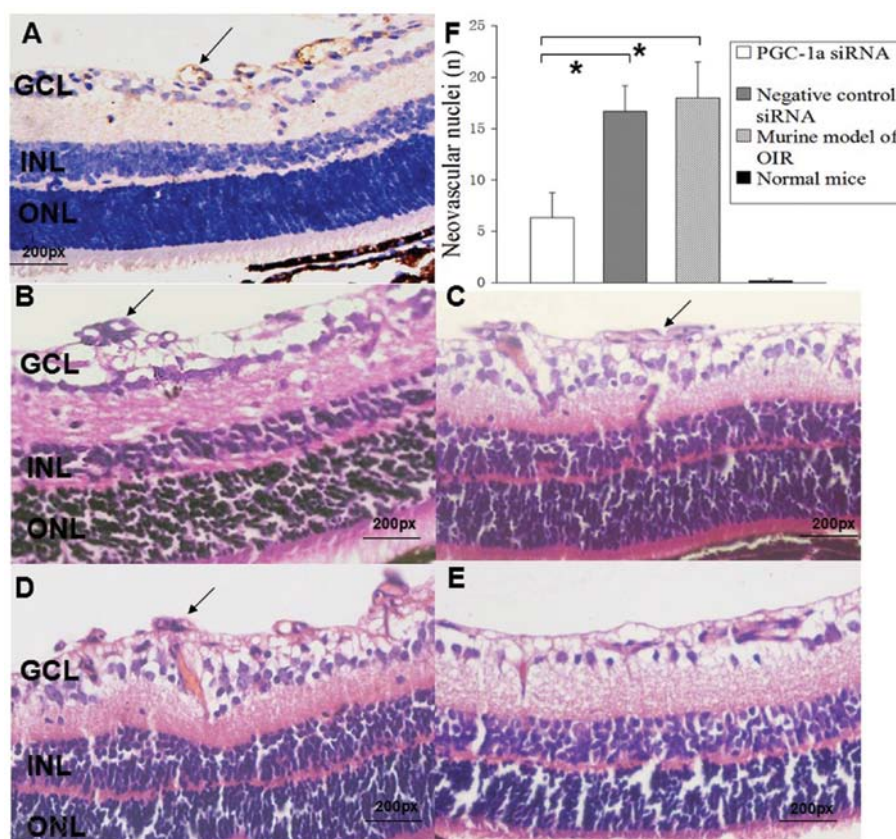 A
GCL
INL
ONL
200px
F
Neovascular nuclei (n)
25
20
15
10
5
0
*
*
PGC-1a siRNA
Negative control
siRNA
Murine model of
OIR
Normal mice
B
GCL
INL
ONL
200px
C
200px
D
GCL
INL
ONL
200px
E
200px